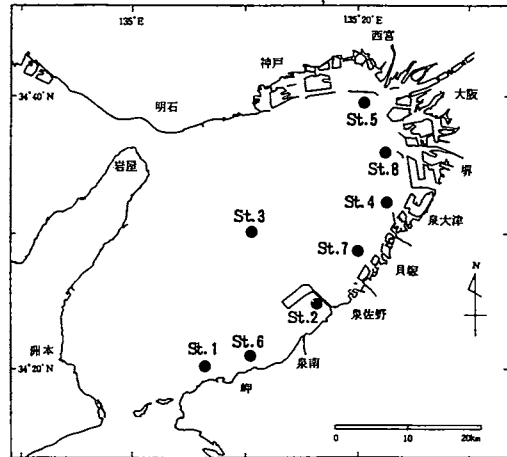 135°E
135°20'E
西宮
神戸
34°40'N
明石
大阪
St.5
岩屋
St.8
堺
St.4
泉大津
St.3
St.7
貝塚
N
St.2
泉佐野
洲本
St.1
St.6
泉南
34°20'N
岬
0 10 20km